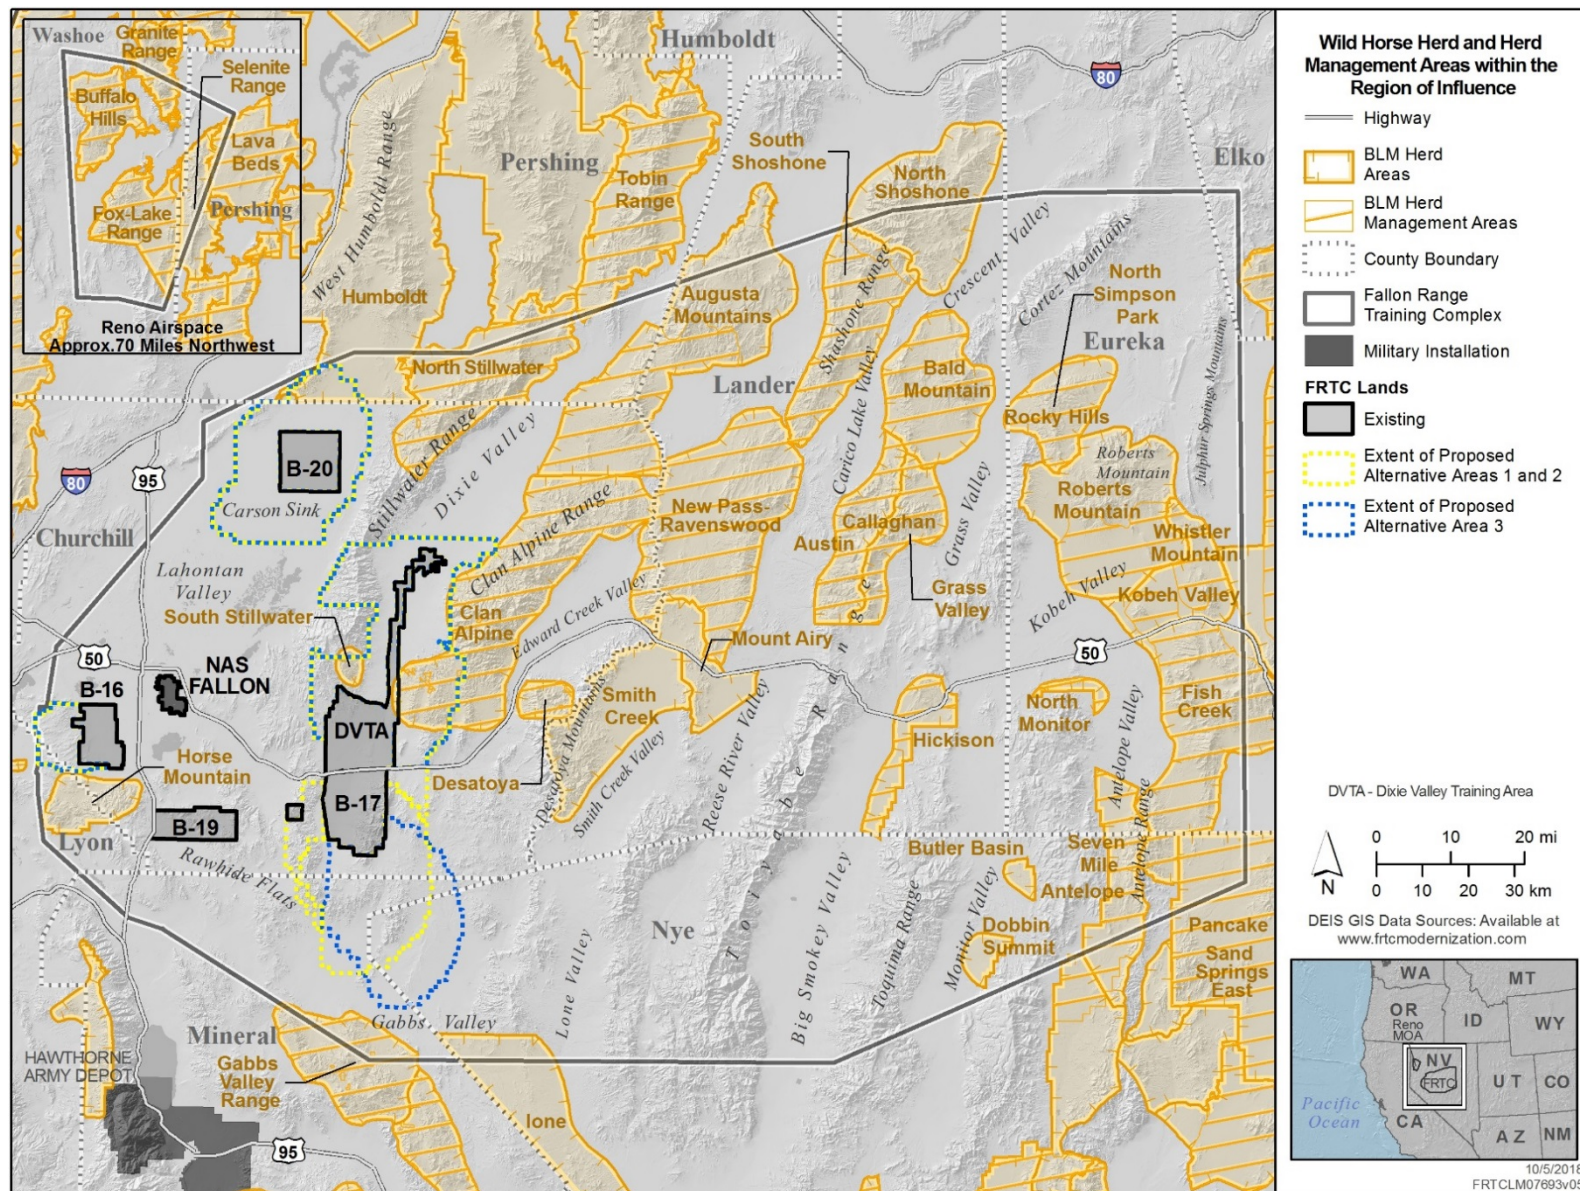 Washoe
Granite
Range
Selenite
Range
Buffalo
Hills
Lava
Beds
Fox-Lake
Range
Pershing
Reno Airspace
Approx.70 Miles Northwest
Humboldt
80
Elko
West Humboldt Range
Pershing
South
Shoshone
North
Shoshone
Tobin
Range
Crescent Valley
Cortez Mountains
Humboldt
Augusta
Mountains
Shashone Range
North
Simpson
Park
Eureka
Julphur Springs Mountains
North Stillwater
Lander
Bald
Mountain
Carico Lake Valley
Rocky Hills
Stillwater Range
Dixie Valley
B-20
80
95
Carson Sink
Roberts
Mountain
Roberts
Mountain
New Pass-
Ravenswood
Callaghan
Austin
Grass Valley
Whistler
Mountain
Churchill
Clan Alpine Range
Lahontan
Valley
South Stillwater
Clan
Alpine
Edward Creek Valley
Grass
Valley
Kobeh Valley
Kobeh Valley
Mount Airy
50
50
NAS
FALLON
B-16
DVTA
Smith
Creek
Desatoya Mountains
Smith Creek Valley
Reese River Valley
Toiyabe Range
North
Monitor
Antelope Valley
Fish
Creek
Hickison
Horse
Mountain
Desatoya
B-17
B-19
Lyon
Rawhide Flats
Butler Basin
Seven
Mile
Antelope
Antelope Range
Monitor Valley
Dobbin
Summit
Pancake
Sand
Springs
East
Nye
Lone Valley
Big Smokey Valley
Toquima Range
Gabbs Valley
Mineral
Gabbs
Valley
Range
Ione
HAWTHORNE
ARMY DEPOT
95
Wild Horse Herd and Herd
Management Areas within the
Region of Influence
Highway
BLM Herd
Areas
BLM Herd
Management Areas
County Boundary
Fallon Range
Training Complex
Military Installation
FRTC Lands
Existing
Extent of Proposed
Alternative Areas 1 and 2
Extent of Proposed
Alternative Area 3
DVTA - Dixie Valley Training Area
N
0 10 20 mi
0 10 20 30 km
DEIS GIS Data Sources: Available at
www.frtcmodernization.com
WA
MT
OR
ID
WY
Reno
MOA
NV
FRTC
UT
CO
CA
AZ
NM
Pacific
Ocean
10/5/2018
FRTCLM07693v05